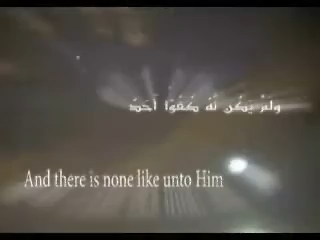 وَلَمْ يَكُن لَّهُ كُفُوًا أَحَدٌ
And there is none like unto Him